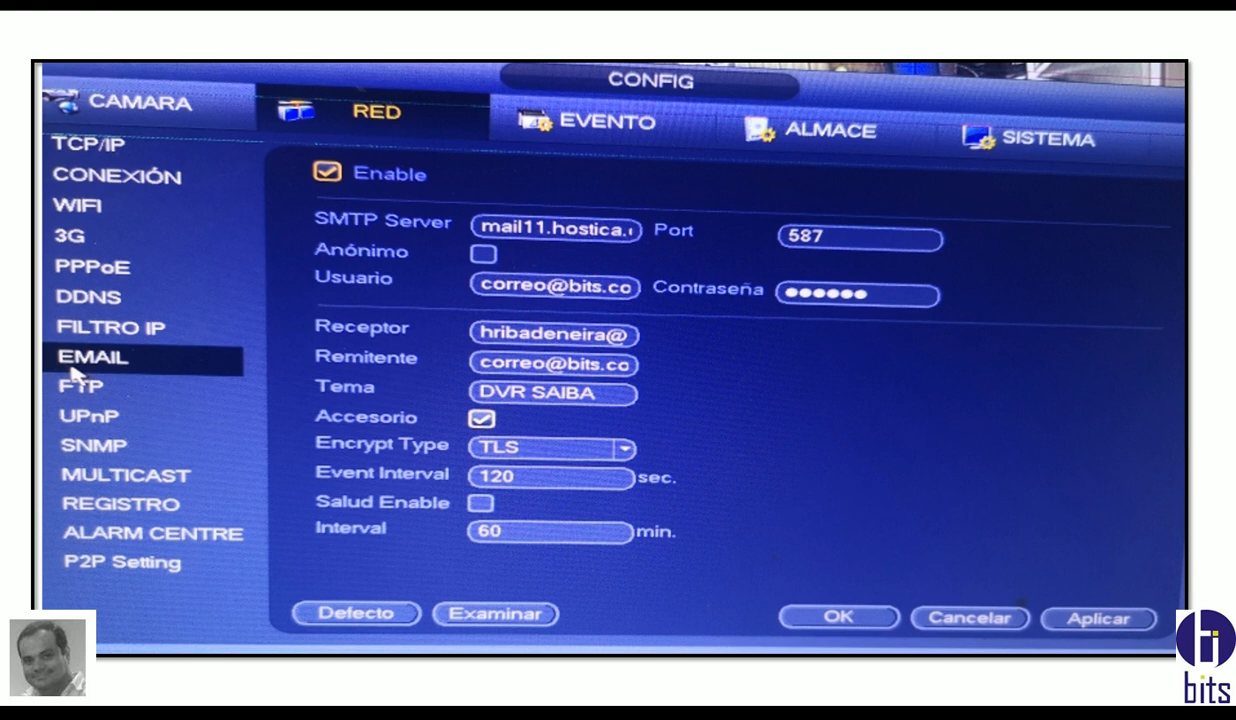 CONFIG
CAMARA RED EVENTO ALMACE SISTEMA
TCP/IP
CONEXIÓN
WIFI
3G
PPPoE
DDNS
FILTRO IP
EMAIL
FTP
UPnP
SNMP
MULTICAST
REGISTRO
ALARM CENTRE
P2P Setting
Enable
SMTP Server mail11.hostica. Port 587
Anónimo
Usuario correo@bits.co Contraseña ●●●●●●
Receptor hribadeneira@
Remitente correo@bits.co
Tema DVR SAIBA
Accesorio
Encrypt Type TLS
Event Interval 120 sec.
Salud Enable
Interval 60 min.
Defecto Examinar OK Cancelar Aplicar
bits